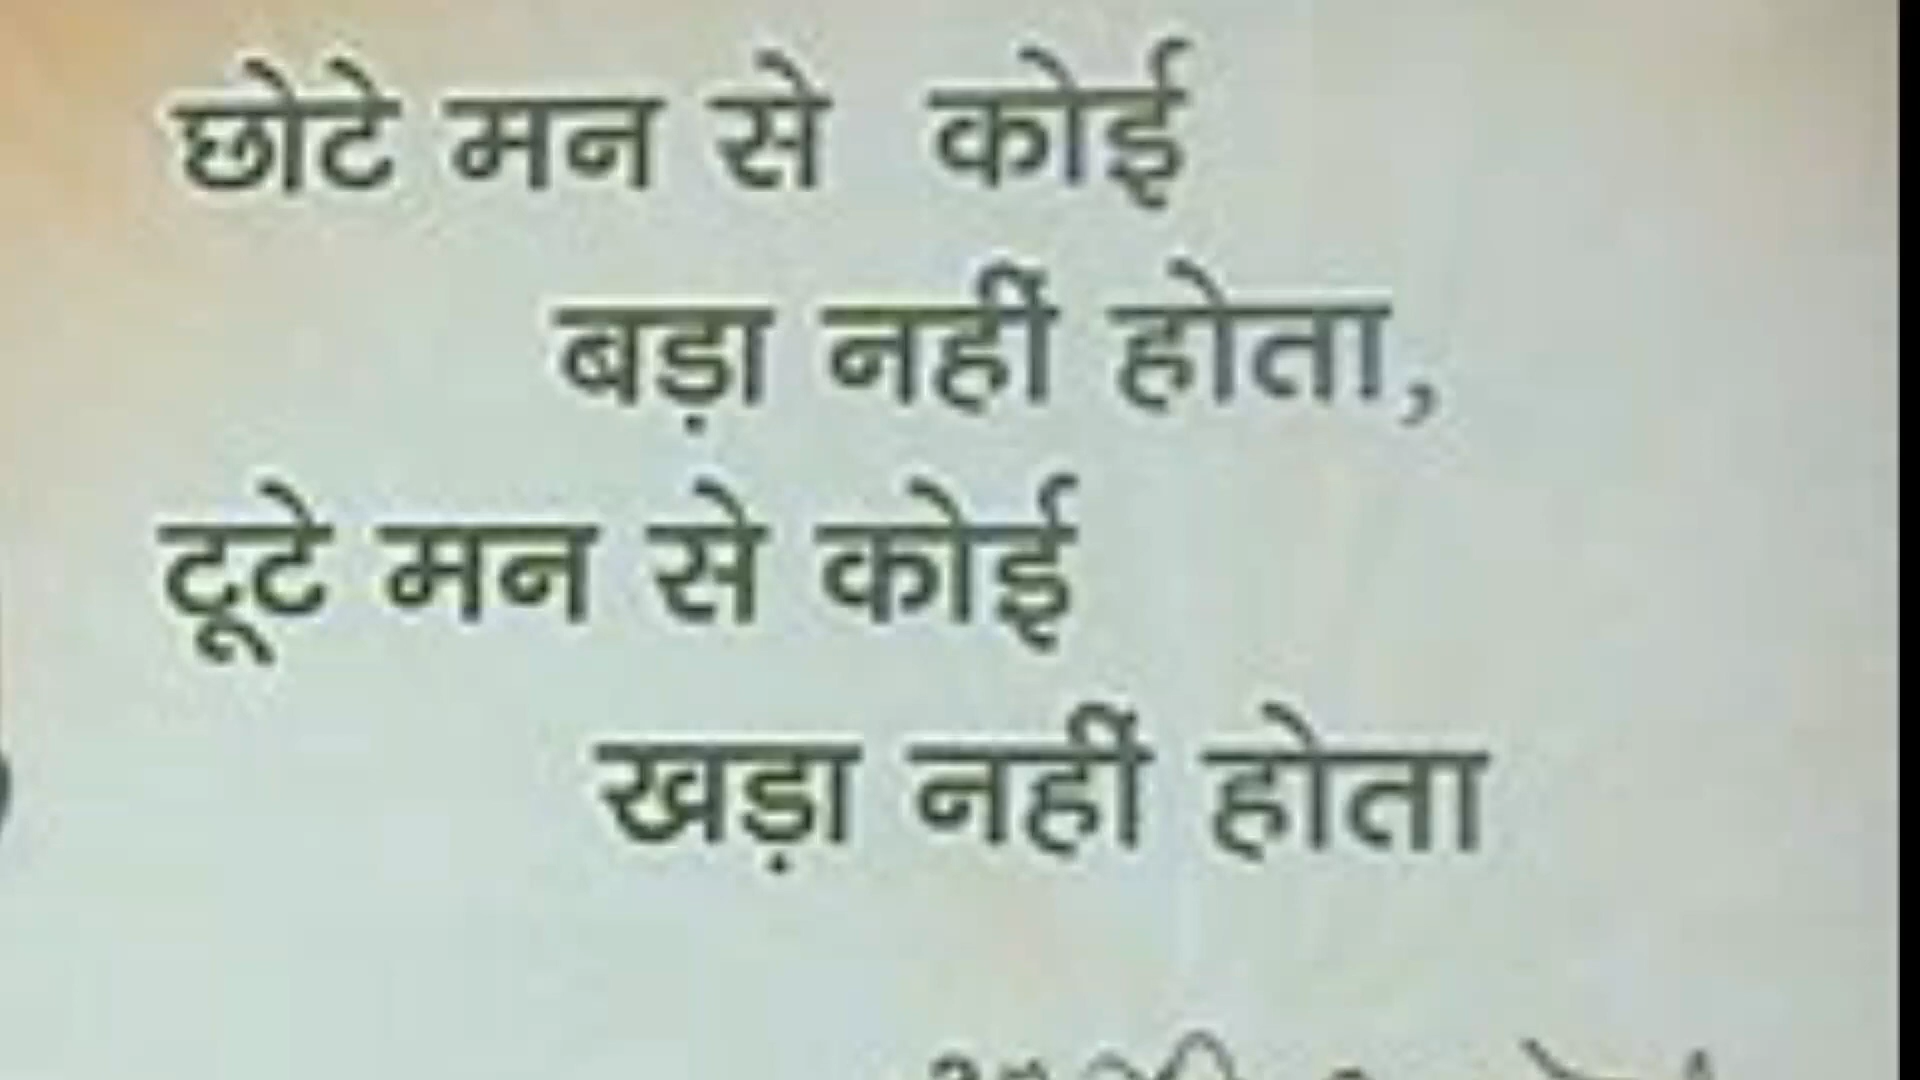 छोटे मन से कोई
बड़ा नहीं होता,
टूटे मन से कोई
खड़ा नहीं होता